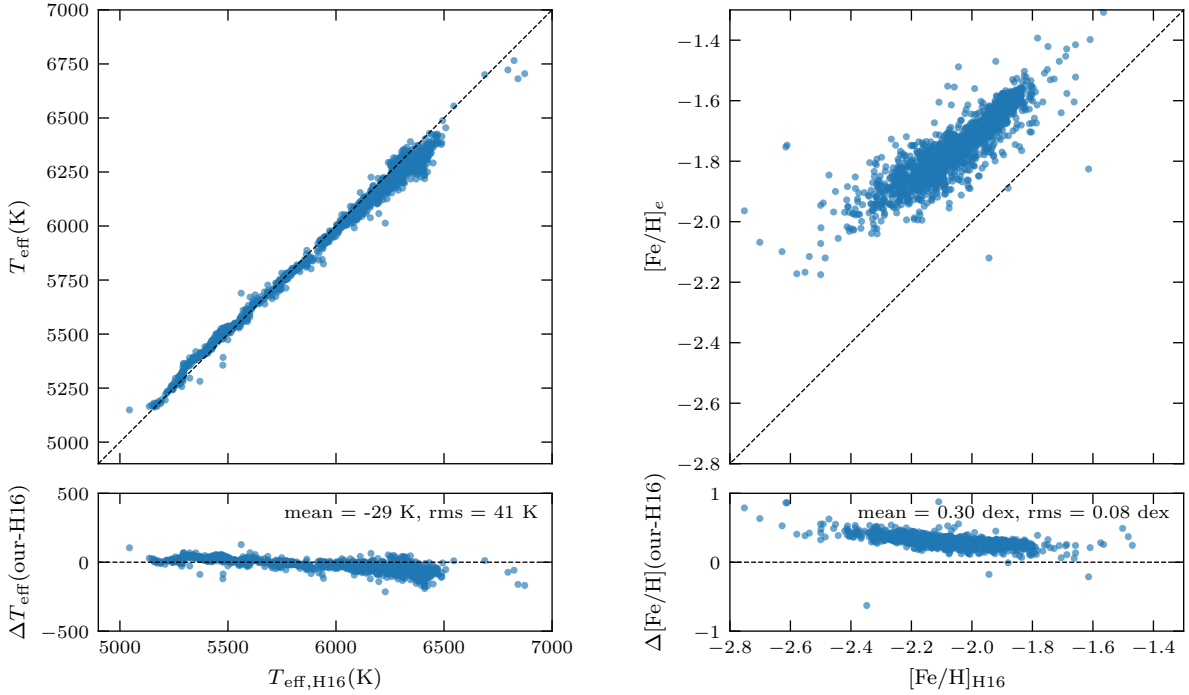 7000
6750
6500
6250
6000
5750
5500
5250
5000
T_eff(K)
−1.4
−1.6
−1.8
−2.0
−2.2
−2.4
−2.6
−2.8
[Fe/H]_e
500
0
−500
ΔT_eff(our-H16)
mean = -29 K, rms = 41 K
5000 5500 6000 6500 7000
T_eff,H16(K)
1
0
−1
Δ[Fe/H](our-H16)
mean = 0.30 dex, rms = 0.08 dex
−2.8 −2.6 −2.4 −2.2 −2.0 −1.8 −1.6 −1.4
[Fe/H]_H16